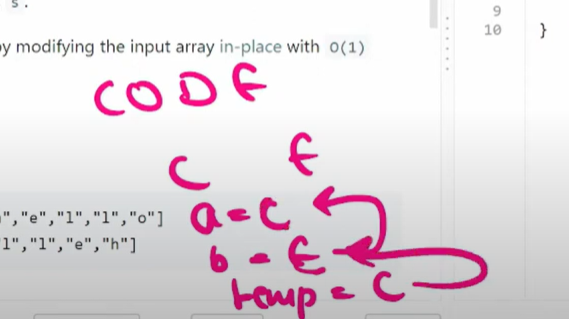 s.
9
by modifying the input array in-place with O(1)
10 }
CODE
C E
","e","l","l","o"]
a=C
l","l","e","h"]
b = E
temp = C